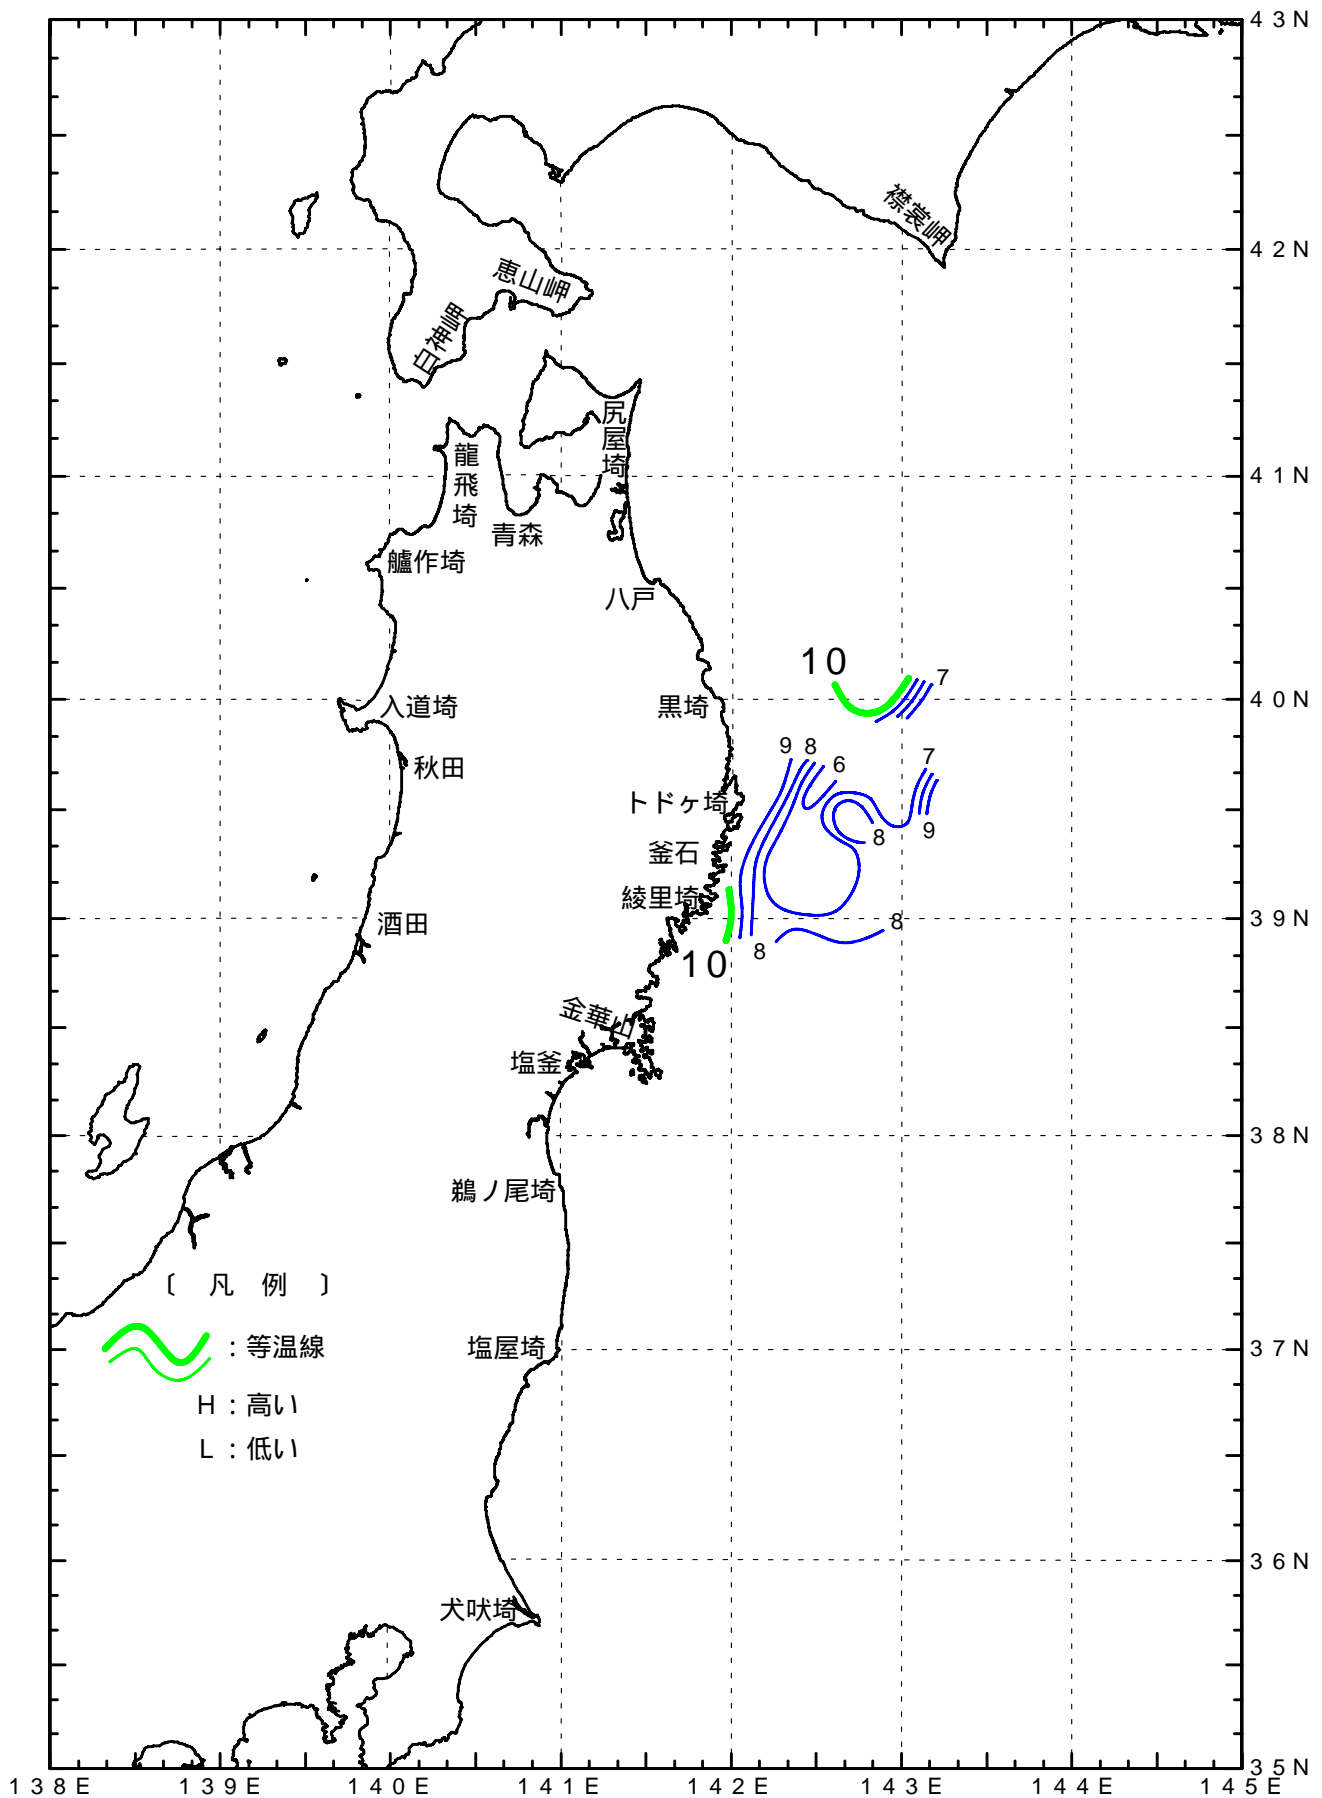 43N
襟裳岬
42N
恵山岬
白神岬
尻屋埼
龍飛埼
41N
青森
艫作埼
八戸
10
7
40N
入道埼
黒埼
9
8
6
7
秋田
トドヶ埼
8
9
釜石
綾里埼
39N
酒田
8
8
10
金華山
塩釜
38N
鵜ノ尾埼
〔 凡 例 〕
：等温線
塩屋埼
37N
H：高い
L：低い
36N
犬吠埼
35N
138E
139E
140E
141E
142E
143E
144E
145E